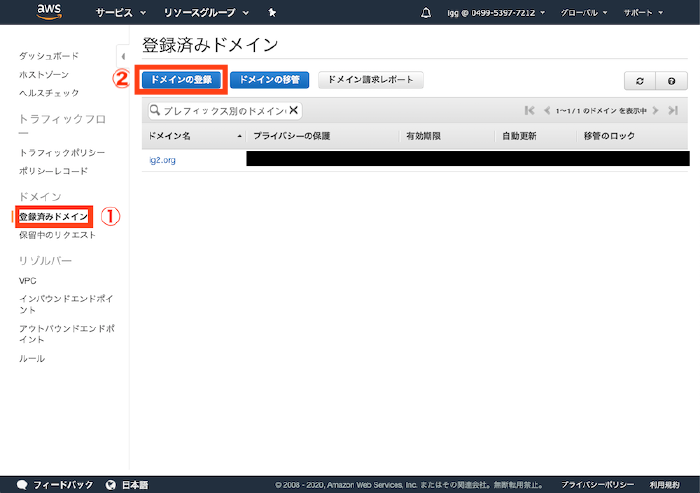 aws
サービス リソースグループ igg @ 0499-5397-7212 グローバル サポート
ダッシュボード
ホストゾーン
ヘルスチェック
トラフィックフロ
ー
トラフィックポリシー
ポリシーレコード
ドメイン
登録済みドメイン ①
保留中のリクエスト
リゾルバー
VPC
インバウンドエンドポイ
ント
アウトバウンドエンドポ
イント
ルール
登録済みドメイン
② ドメインの登録 ドメインの移管 ドメイン請求レポート
プレフィックス別のドメイン
1〜1/1 のドメイン を表示中
ドメイン名 プライバシーの保護 有効期限 自動更新 移管のロック
ig2.org
フィードバック 日本語 © 2008 - 2020, Amazon Web Services, Inc. またはその関連会社。無断転用禁止。 プライバシーポリシー 利用規約